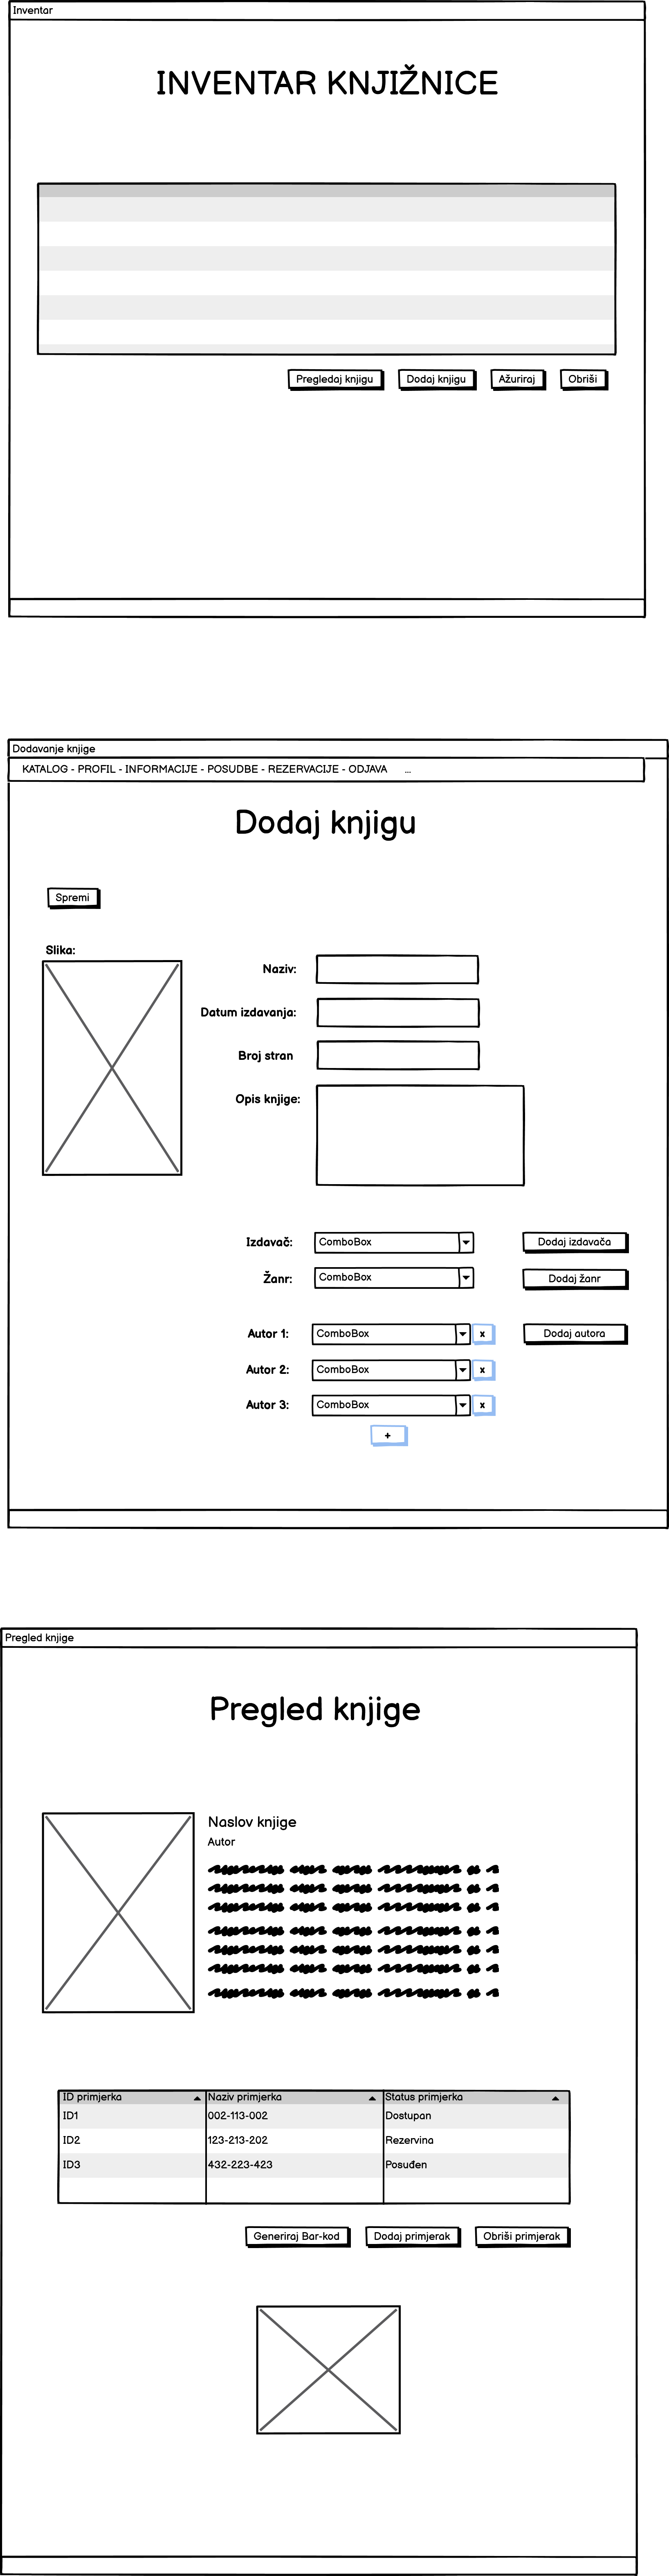 Inventar
INVENTAR KNJIŽNICE
Pregledaj knjigu Dodaj knjigu Ažuriraj Obriši
Dodavanje knjige
KATALOG - PROFIL - INFORMACIJE - POSUDBE - REZERVACIJE - ODJAVA ...
Dodaj knjigu
Spremi
Slika:
Naziv:
Datum izdavanja:
Broj stran
Opis knjige:
Izdavač: ComboBox Dodaj izdavača
Žanr: ComboBox Dodaj žanr
Autor 1: ComboBox x Dodaj autora
Autor 2: ComboBox x
Autor 3: ComboBox x
+
Pregled knjige
Pregled knjige
Naslov knjige
Autor
ID primjerka Naziv primjerka Status primjerka
ID1 002-113-002 Dostupan
ID2 123-213-202 Rezervina
ID3 432-223-423 Posuđen
Generiraj Bar-kod Dodaj primjerak Obriši primjerak